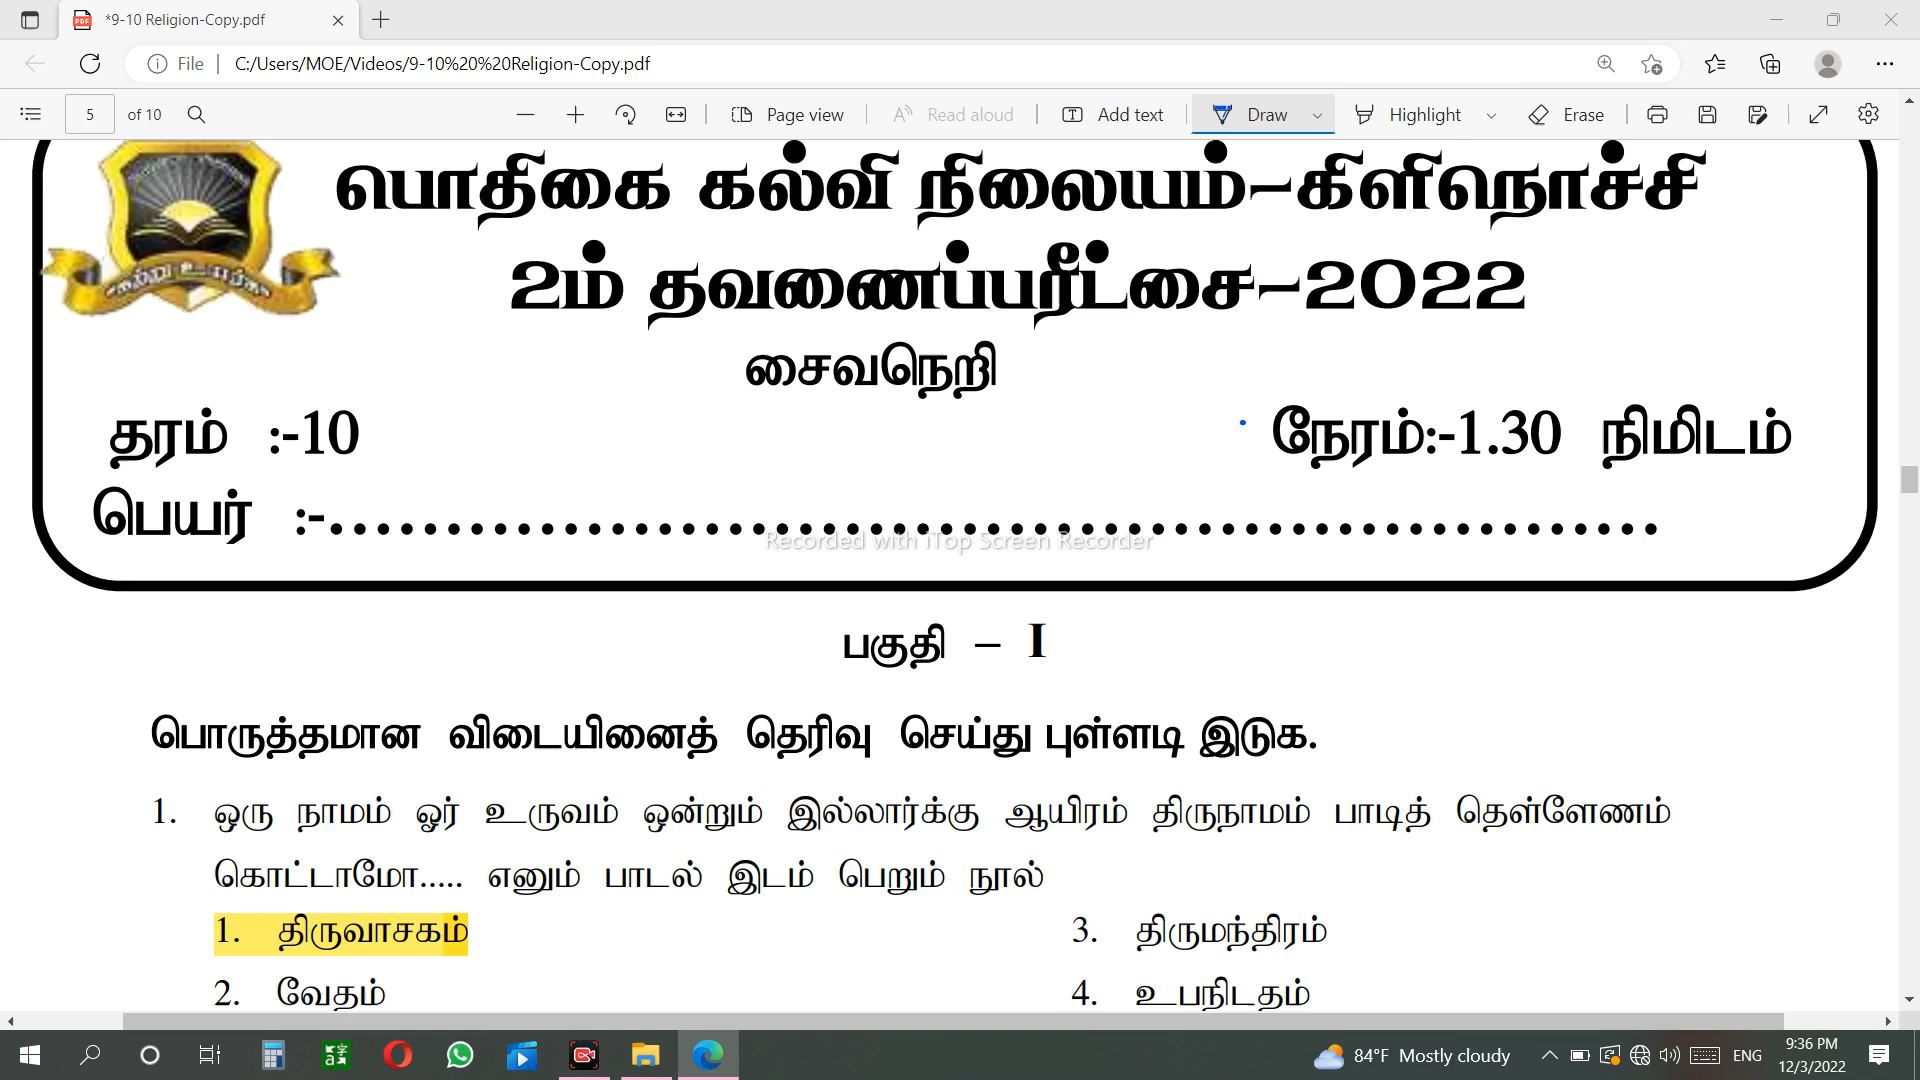 *9-10 Religion-Copy.pdf
File | C:/Users/MOE/Videos/9-10%20%20Religion-Copy.pdf
5 of 10 Page view Read aloud Add text Draw Highlight Erase
பொதிகை கல்வி நிலையம்–கிளிநொச்சி
2ம் தவணைப்பரீட்சை–2022
சைவநெறி
தரம் :-10 நேரம்:-1.30 நிமிடம்
பெயர் :-.........................................................
Recorded with iTop Screen Recorder
பகுதி – I
பொருத்தமான விடையினைத் தெரிவு செய்து புள்ளடி இடுக.
1. ஒரு நாமம் ஓர் உருவம் ஒன்றும் இல்லார்க்கு ஆயிரம் திருநாமம் பாடித் தெள்ளேணம்
கொட்டாமோ..... எனும் பாடல் இடம் பெறும் நூல்
1. திருவாசகம் 3. திருமந்திரம்
2. வேதம் 4. உபநிடதம்
84°F Mostly cloudy ENG 9:36 PM
12/3/2022